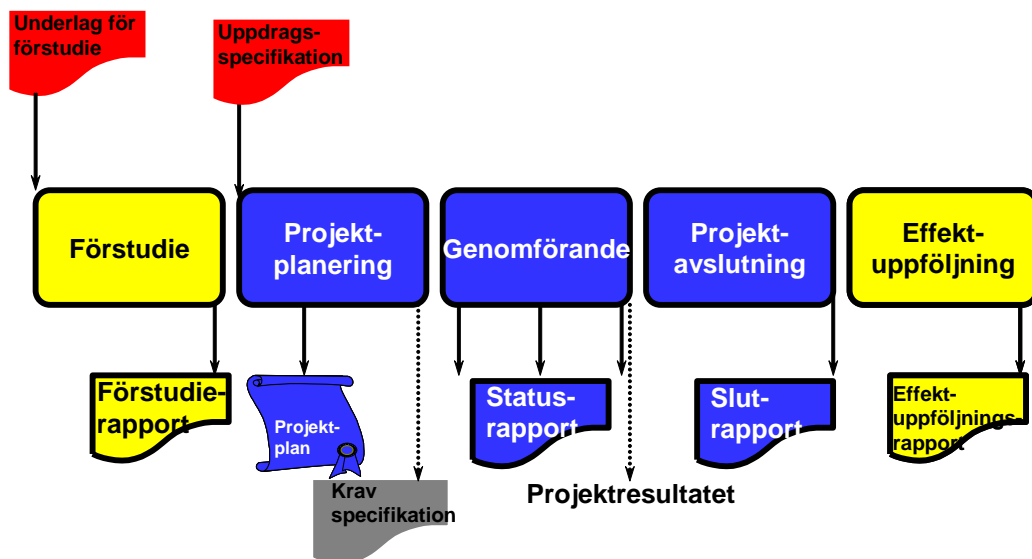 Underlag för
förstudie
Uppdrags-
specifikation
Förstudie
Projekt-
planering
Genomförande
Projekt-
avslutning
Effekt-
uppföljning
Förstudie-
rapport
Projekt-
plan
Status-
rapport
Slut-
rapport
Effekt-
uppföljnings-
rapport
Krav
specifikation
Projektresultatet